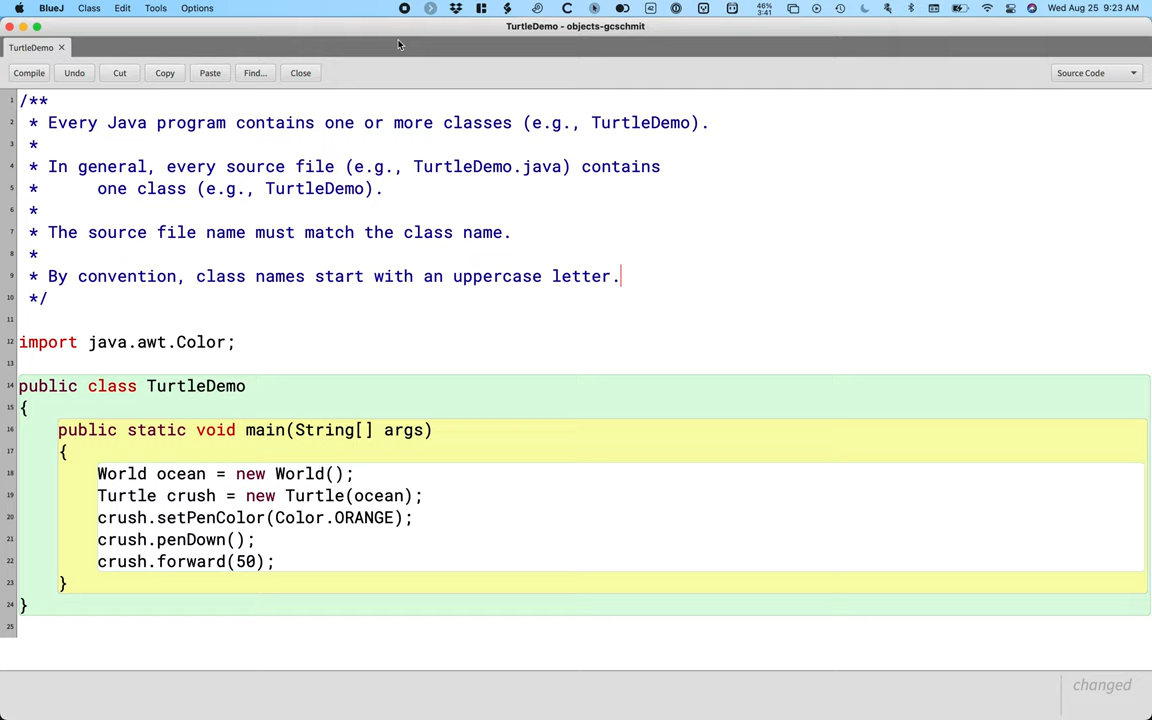 BlueJ Class Edit Tools Options 42 46% 3:41 Wed Aug 25 9:23 AM
TurtleDemo - objects-gcschmit
TurtleDemo ×
Compile Undo Cut Copy Paste Find... Close Source Code
1 /**
2 * Every Java program contains one or more classes (e.g., TurtleDemo).
3 *
4 * In general, every source file (e.g., TurtleDemo.java) contains
5 * one class (e.g., TurtleDemo).
6 *
7 * The source file name must match the class name.
8 *
9 * By convention, class names start with an uppercase letter.
10 */
11
12 import java.awt.Color;
13
14 public class TurtleDemo
15 {
16 public static void main(String[] args)
17 {
18 World ocean = new World();
19 Turtle crush = new Turtle(ocean);
20 crush.setPenColor(Color.ORANGE);
21 crush.penDown();
22 crush.forward(50);
23 }
24 }
25
changed